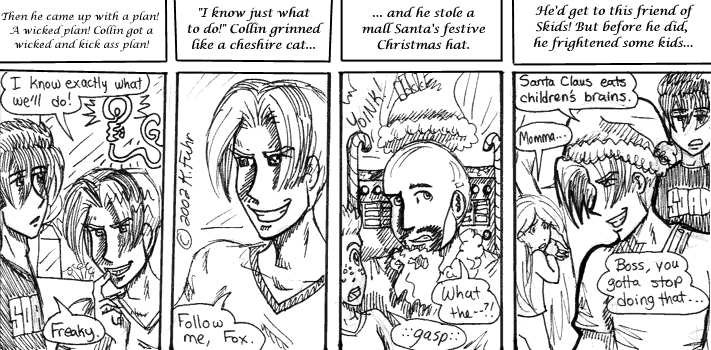 Then he came up with a plan!
A wicked plan! Collin got a
wicked and kick ass plan!
I know exactly what
we'll do!
Freaky.
"I know just what
to do!" Collin grinned
like a cheshire cat...
© 2002 K. Fuhr
Follow
me, Fox.
... and he stole a
mall Santa's festive
Christmas hat.
YOINK!
What
the--?!
::gasp::
He'd get to this friend of
Skids! But before he did,
he frightened some kids...
Santa Claus eats
children's brains.
Momma...
Boss, you
gotta stop
doing that...